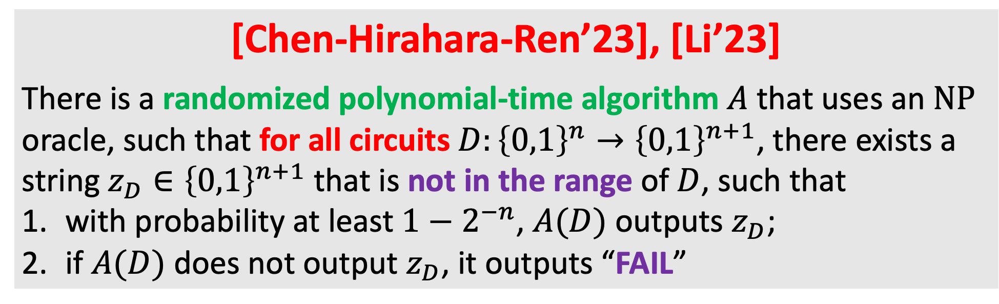 [Chen-Hirahara-Ren’23], [Li’23]
There is a randomized polynomial-time algorithm A that uses an NP
oracle, such that for all circuits D: {0,1}ⁿ → {0,1}ⁿ⁺¹, there exists a
string z_D ∈ {0,1}ⁿ⁺¹ that is not in the range of D, such that
1. with probability at least 1 − 2⁻ⁿ, A(D) outputs z_D;
2. if A(D) does not output z_D, it outputs “FAIL”